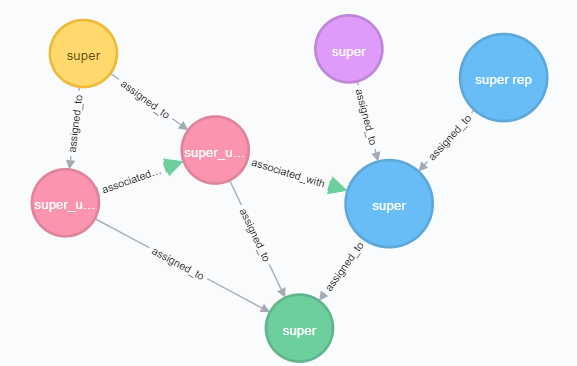 super
super
super rep
assigned_to
assigned_to
assigned_to
assigned_to
super_u...
associated...
associated_with
super_u...
super
assigned_to
assigned_to
assigned_to
super